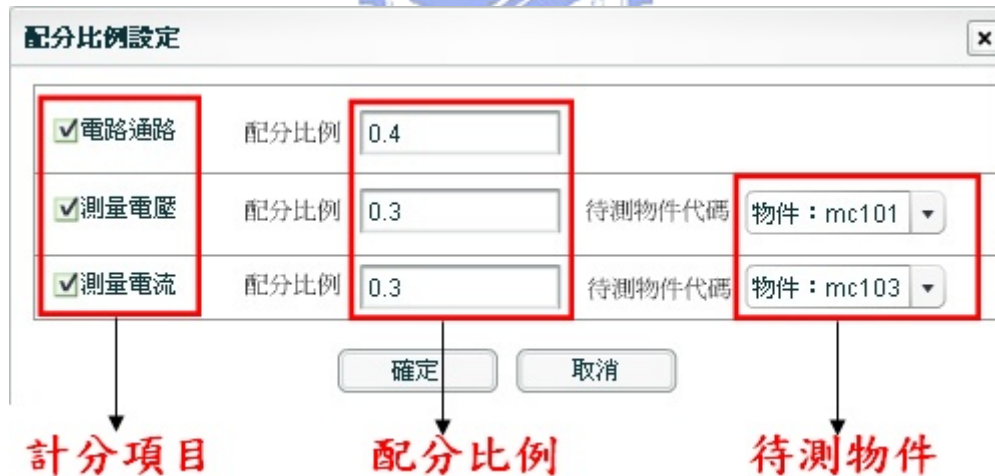 配分比例設定
電路通路 配分比例 0.4
測量電壓 配分比例 0.3 待測物件代碼 物件：mc101
測量電流 配分比例 0.3 待測物件代碼 物件：mc103
確定 取消
計分項目 配分比例 待測物件